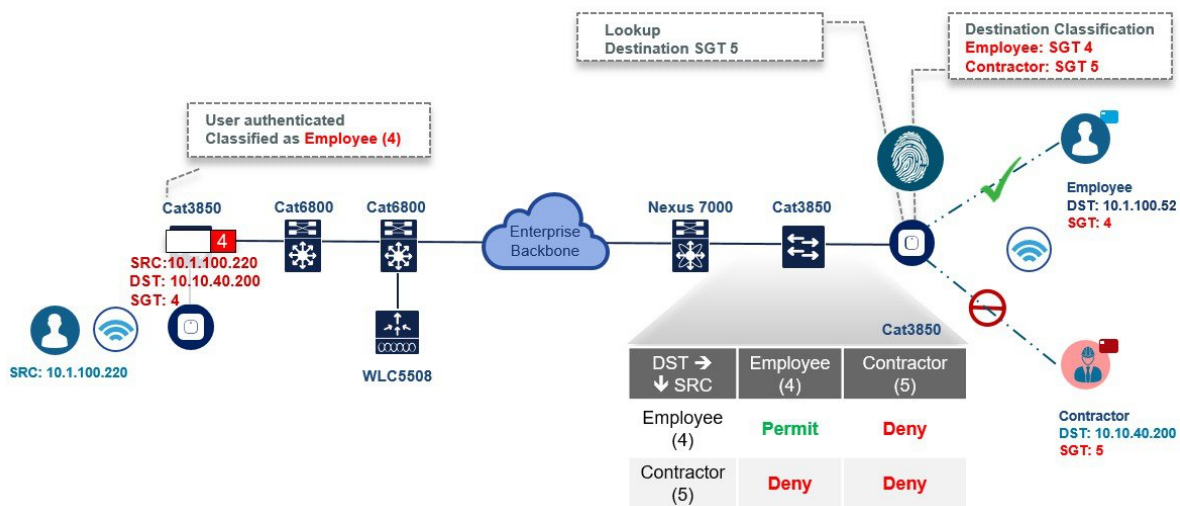 Lookup
Destination SGT 5
Destination Classification
Employee: SGT 4
Contractor: SGT 5
User authenticated
Classified as Employee (4)
Cat3850
Cat6800
Cat6800
Nexus 7000
Cat3850
4
Enterprise
Backbone
SRC:10.1.100.220
DST: 10.10.40.200
SGT: 4
SRC: 10.1.100.220
WLC5508
Employee
DST: 10.1.100.52
SGT: 4
Cat3850
DST → Employee Contractor
↓ SRC (4) (5)
Employee
(4) Permit Deny
Contractor
(5) Deny Deny
Contractor
DST: 10.10.40.200
SGT: 5